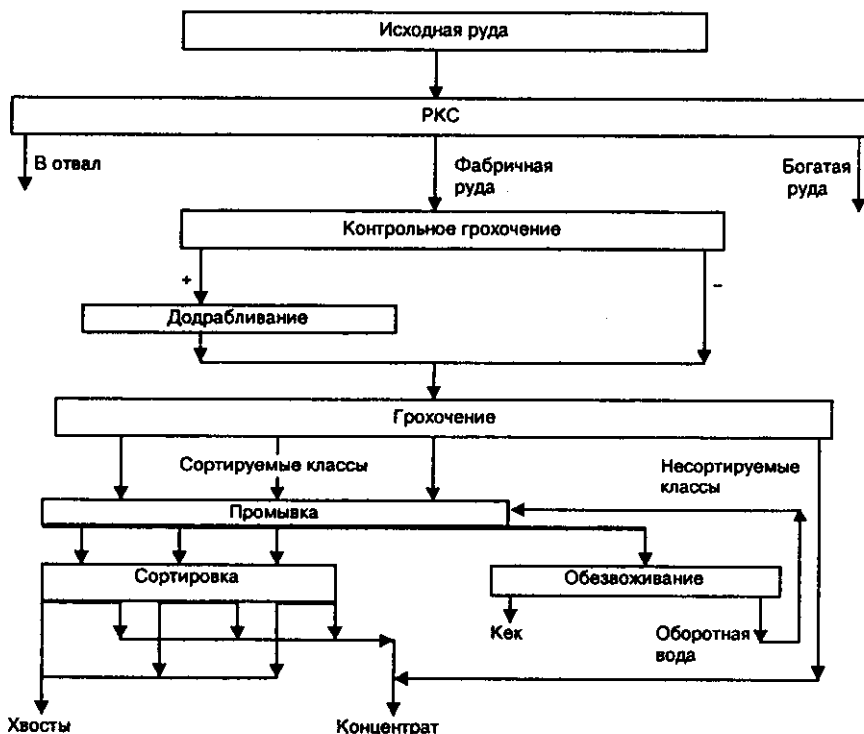 Исходная руда
РКС
В отвал
Фабричная
руда
Богатая
руда
Контрольное грохочение
+
–
Додрабливание
Грохочение
Сортируемые классы
Несортируемые
классы
Промывка
Сортировка
Обезвоживание
Кек
Оборотная
вода
Хвосты
Концентрат